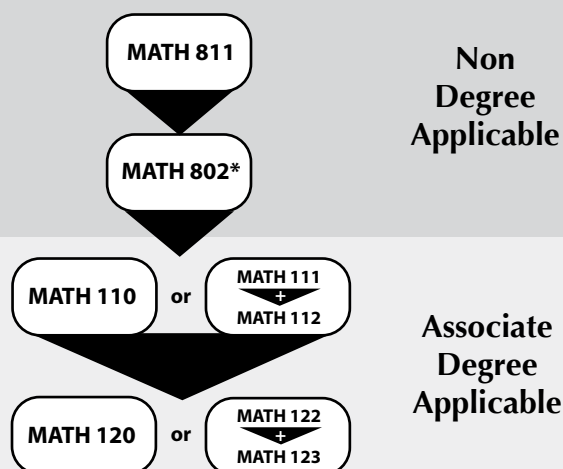 MATH 811
Non
Degree
Applicable
MATH 802*
MATH 110
or
MATH 111
+
MATH 112
Associate
Degree
Applicable
MATH 120
or
MATH 122
+
MATH 123